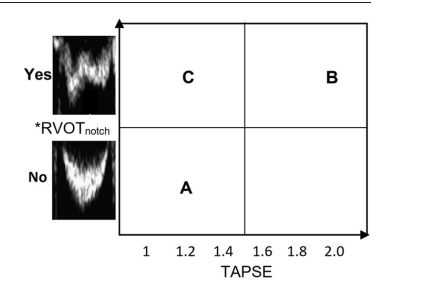 Yes
C
B
*RVOTnotch
No
A
1 1.2 1.4 1.6 1.8 2.0
TAPSE